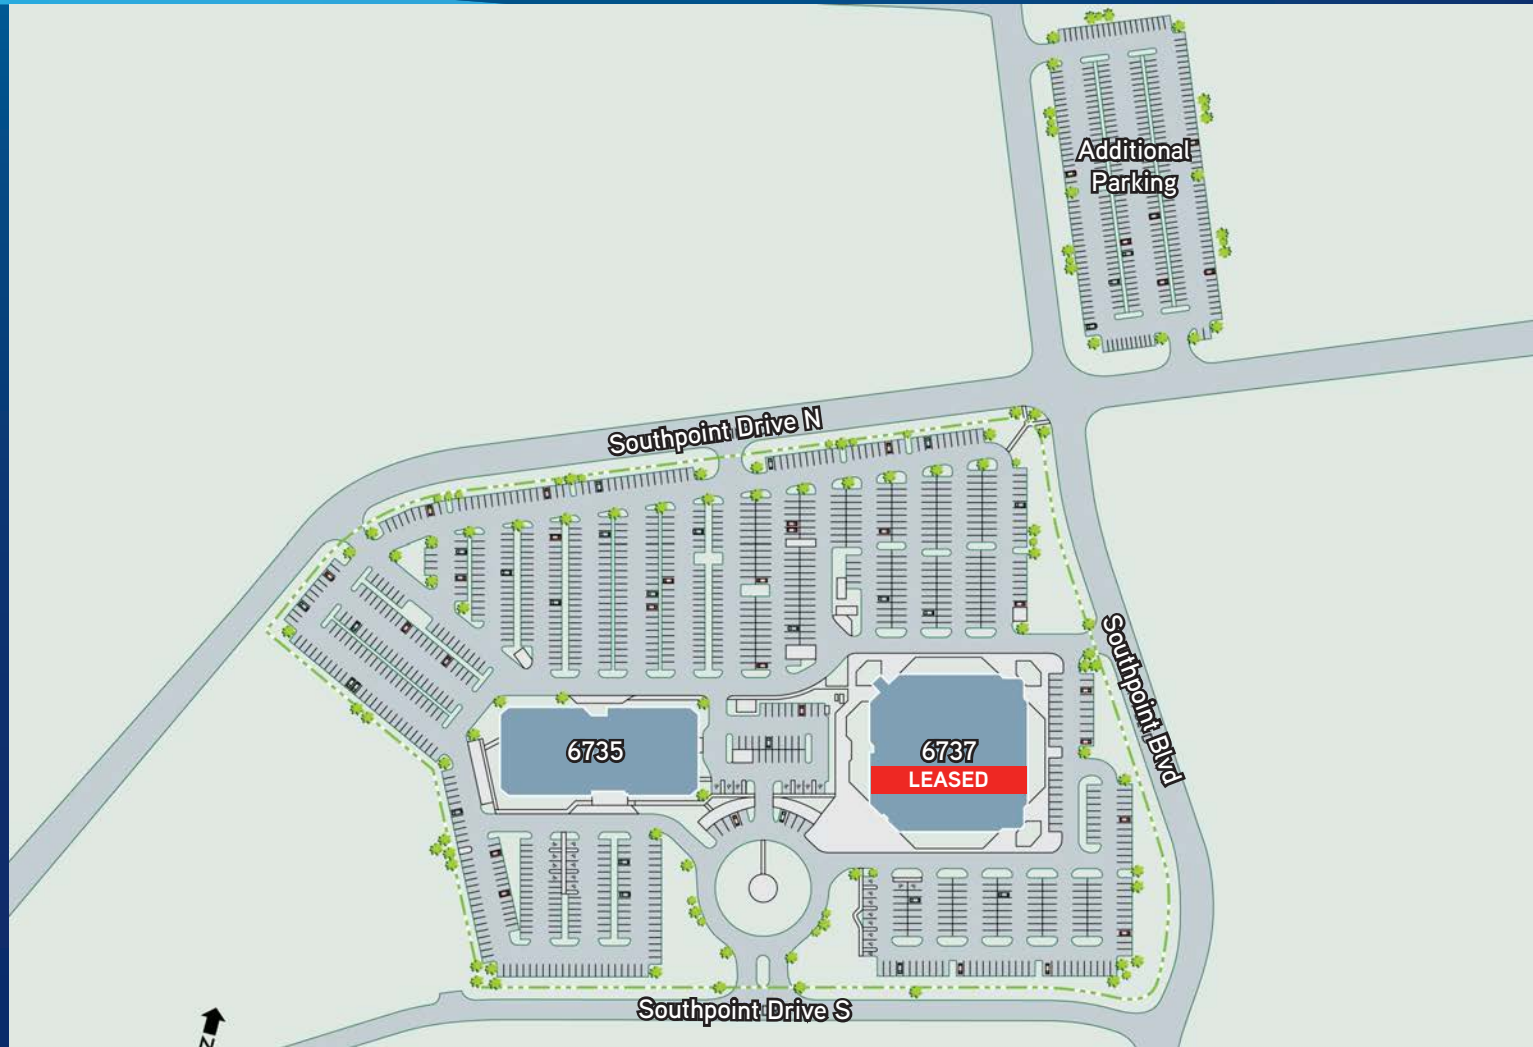 Additional
Parking
Southpoint Drive N
Southpoint Blvd
6735
6737
LEASED
Southpoint Drive S
N